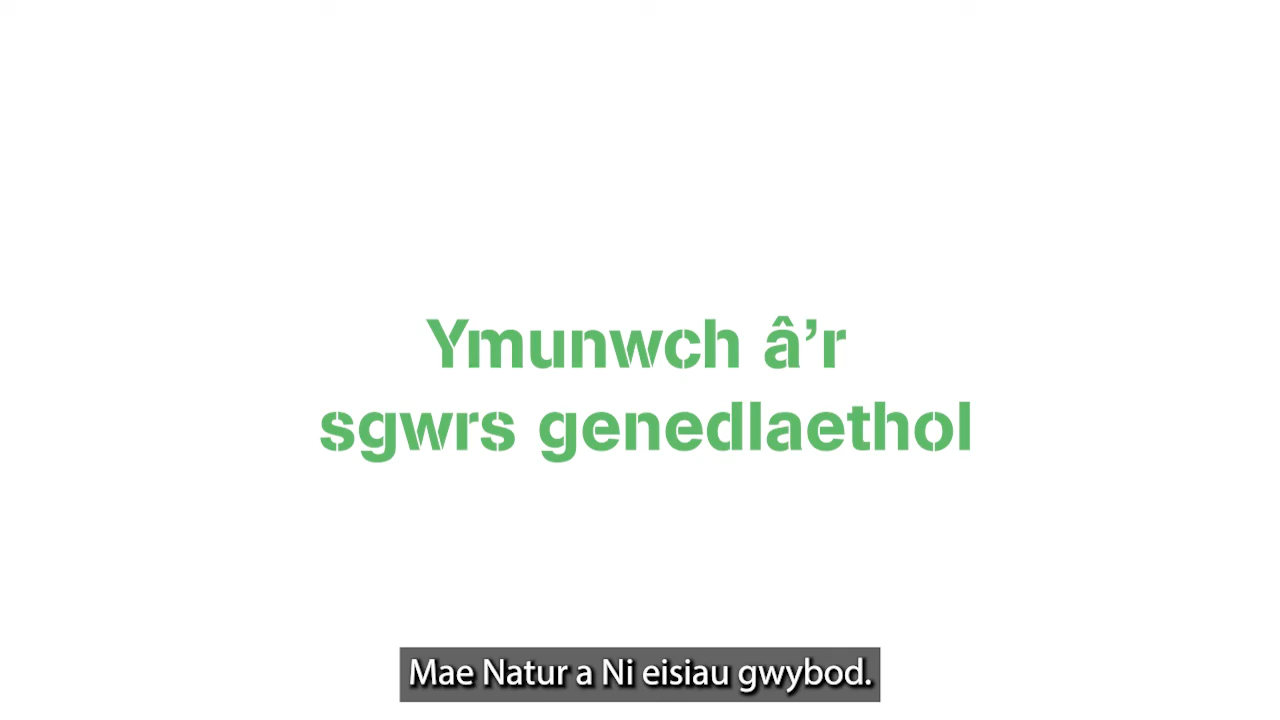 Ymunwch â’r
sgwrs genedlaethol
Mae Natur a Ni eisiau gwybod.